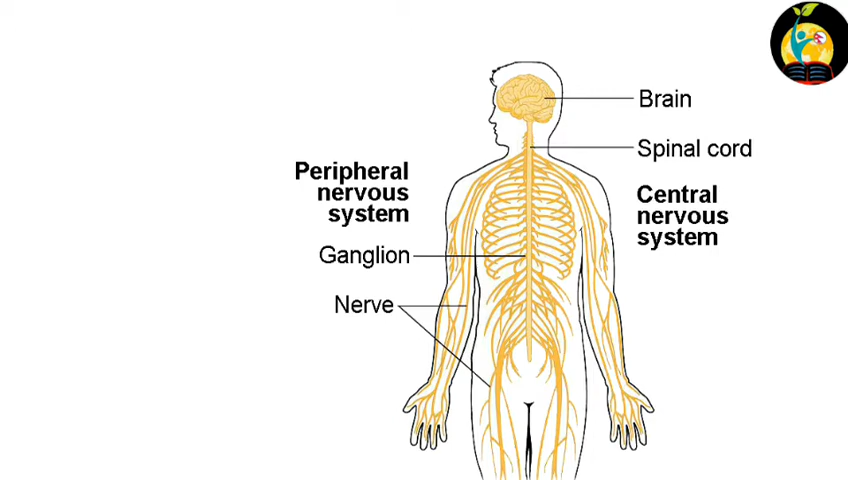 Brain
Spinal cord
Peripheral
nervous
system
Central
nervous
system
Ganglion
Nerve